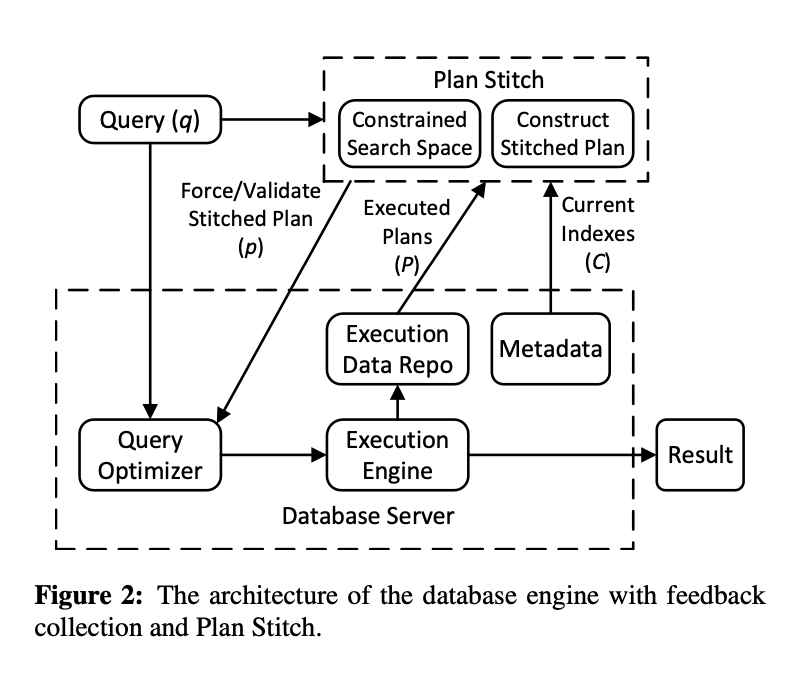 Plan Stitch
Query (q)
Constrained
Search Space
Construct
Stitched Plan
Force/Validate
Stitched Plan
(p)
Executed
Plans
(P)
Current
Indexes
(C)
Execution
Data Repo
Metadata
Query
Optimizer
Execution
Engine
Result
Database Server
Figure 2: The architecture of the database engine with feedback
collection and Plan Stitch.